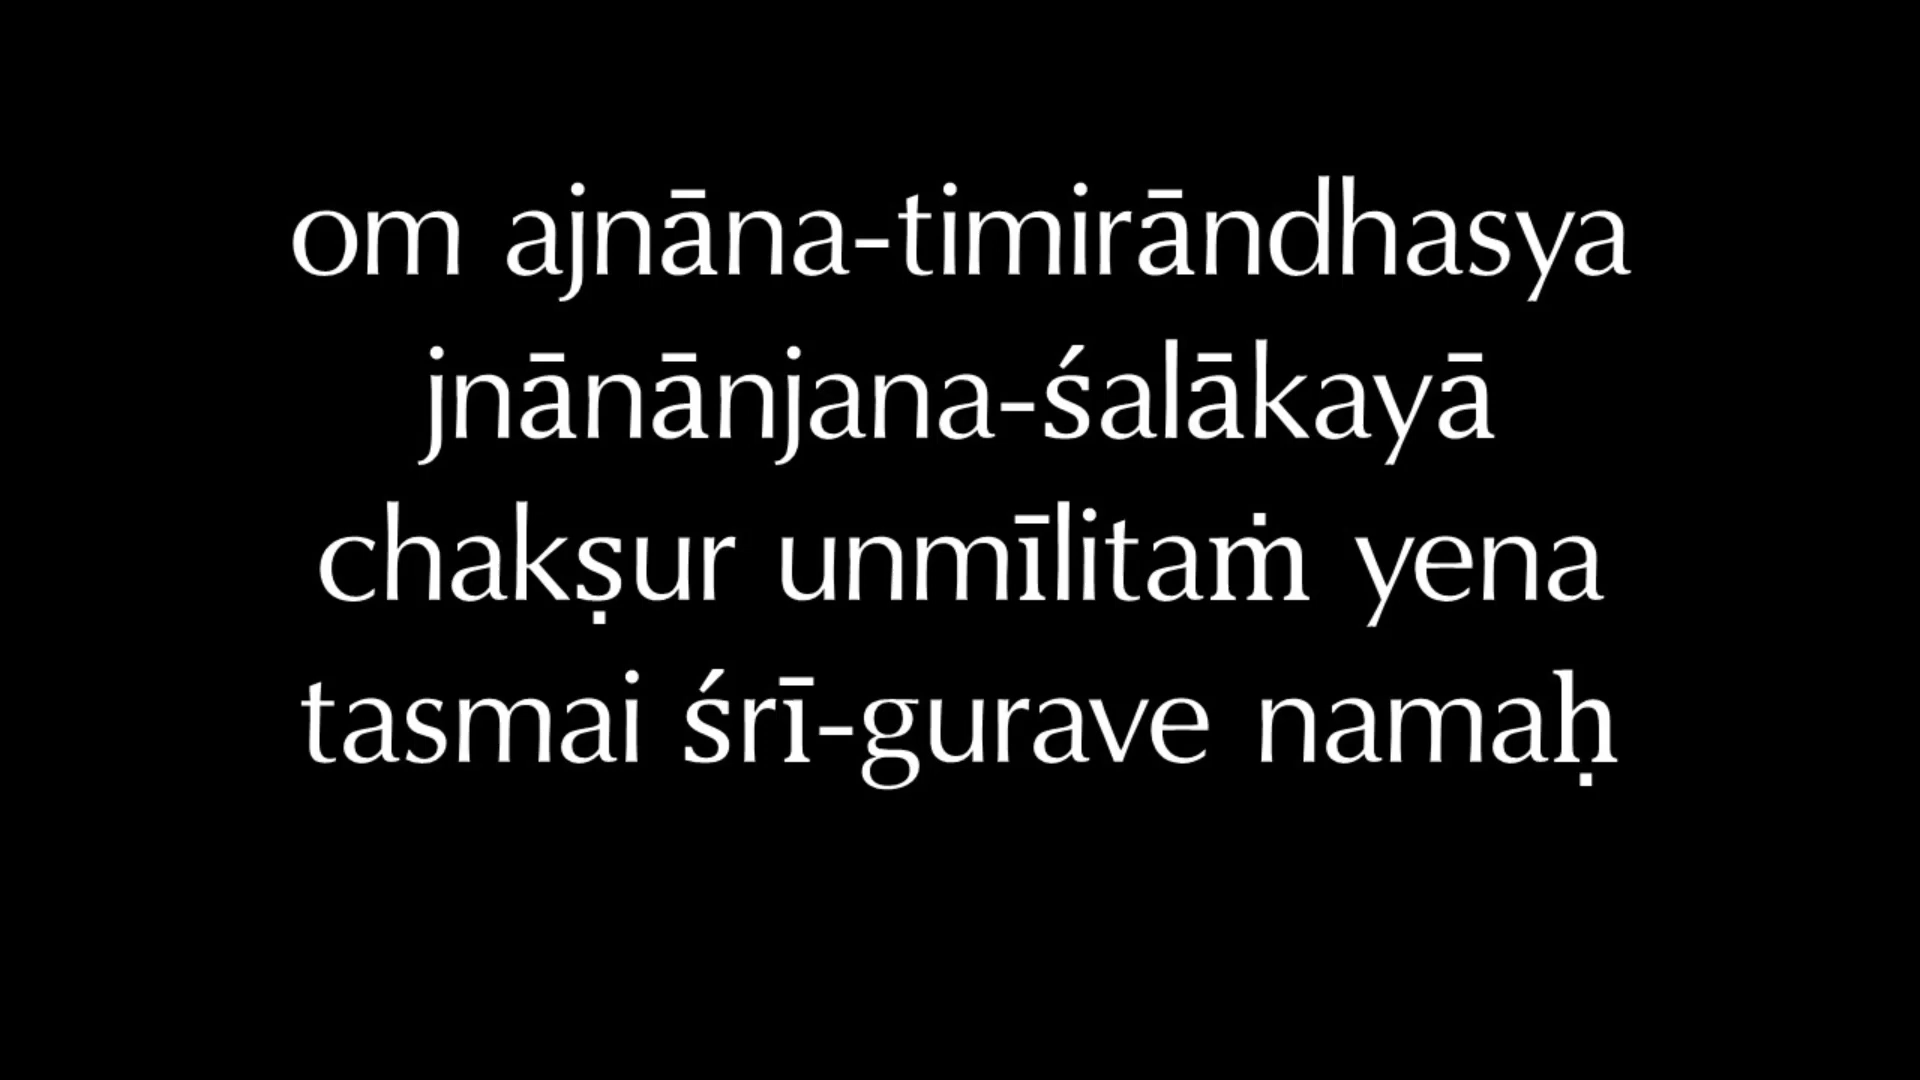 om ajnāna-timirāndhasya
jnānānjana-śalākayā
chakṣur unmīlitaṁ yena
tasmai śrī-gurave namaḥ